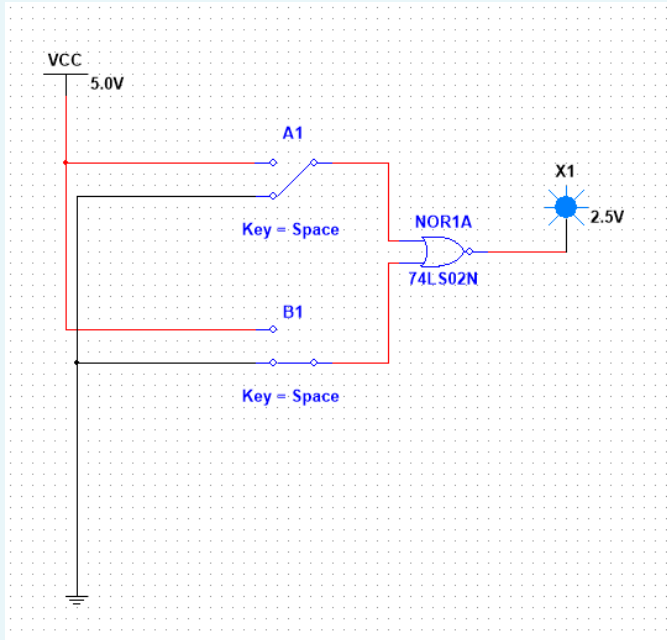 VCC
5.0V
A1
Key = Space
X1
2.5V
NOR1A
74LS02N
B1
Key = Space